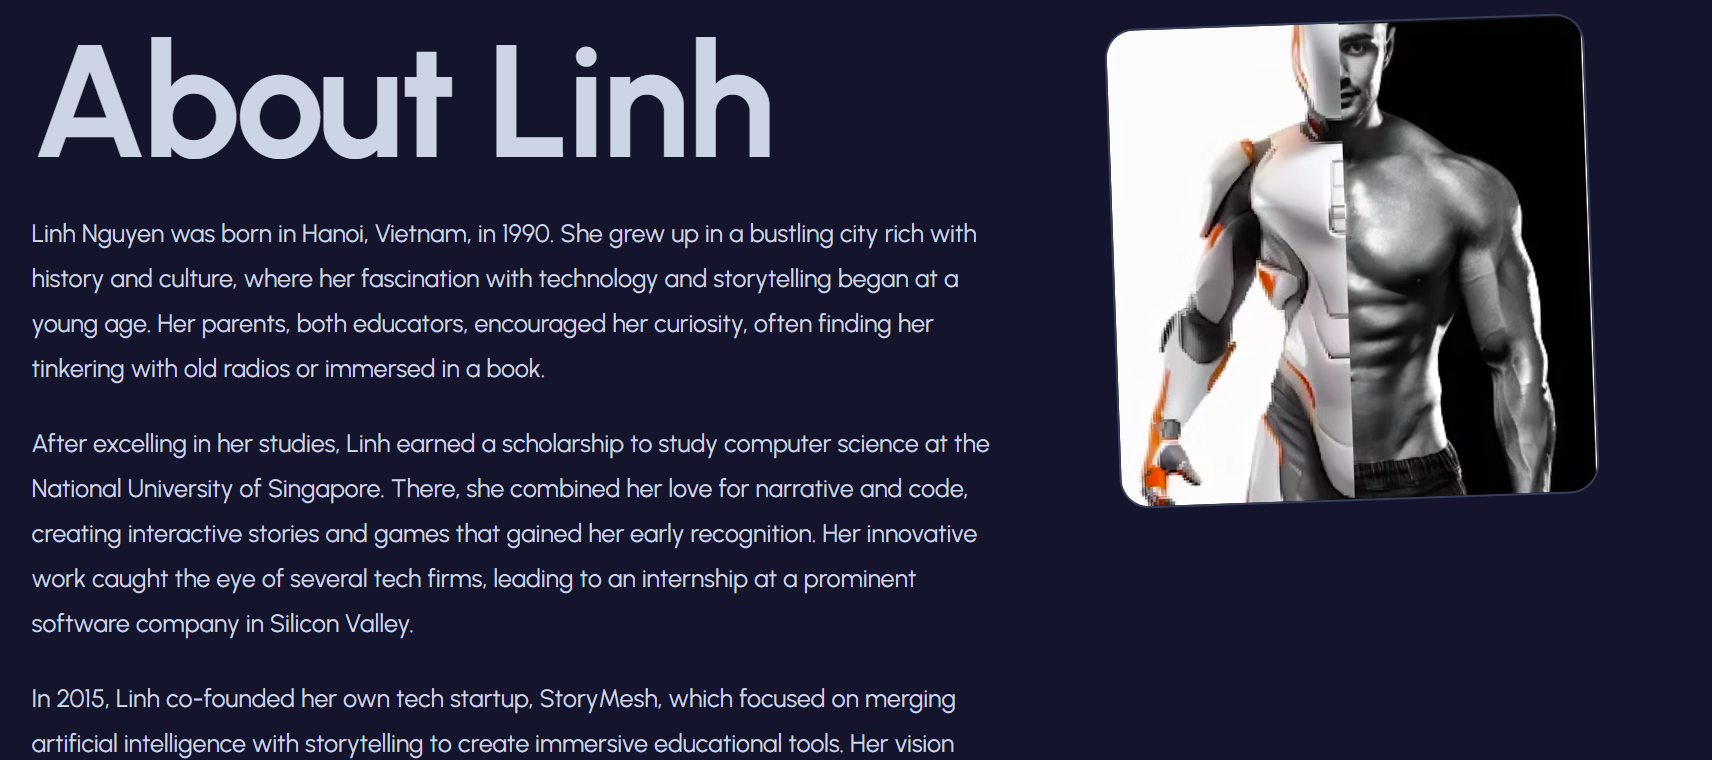 About Linh
Linh Nguyen was born in Hanoi, Vietnam, in 1990. She grew up in a bustling city rich with
history and culture, where her fascination with technology and storytelling began at a
young age. Her parents, both educators, encouraged her curiosity, often finding her
tinkering with old radios or immersed in a book.
After excelling in her studies, Linh earned a scholarship to study computer science at the
National University of Singapore. There, she combined her love for narrative and code,
creating interactive stories and games that gained her early recognition. Her innovative
work caught the eye of several tech firms, leading to an internship at a prominent
software company in Silicon Valley.
In 2015, Linh co-founded her own tech startup, StoryMesh, which focused on merging
artificial intelligence with storytelling to create immersive educational tools. Her vision